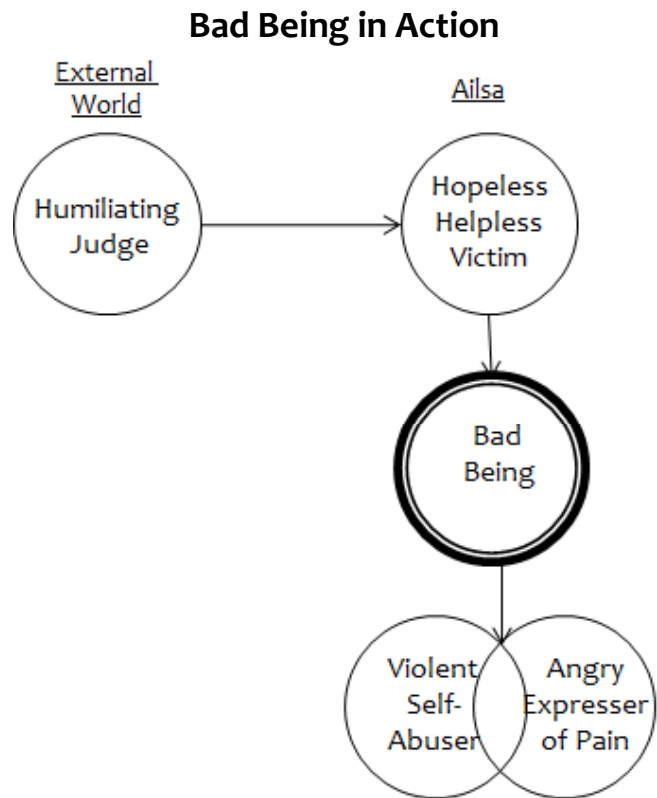 Bad Being in Action
External
World
Ailsa
Humiliating
Judge
Hopeless
Helpless
Victim
Bad
Being
Violent
Self-
Abuser
Angry
Expresser
of Pain